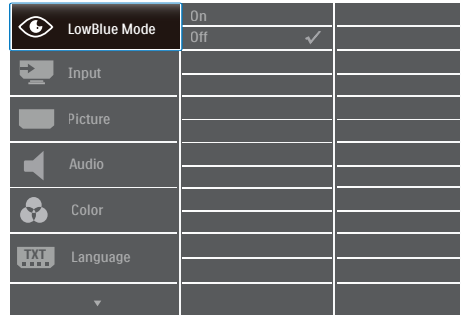 LowBlue Mode
On
Off
Input
Picture
Audio
Color
TXT
Language